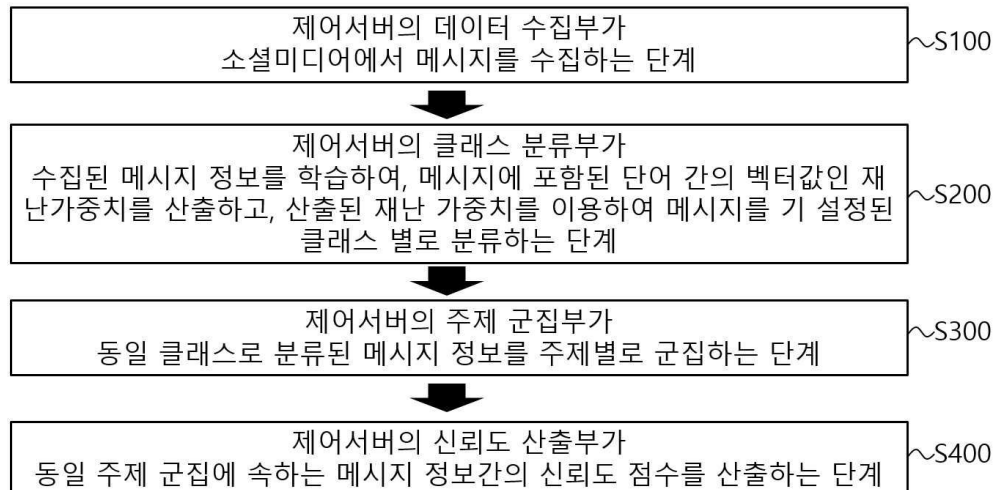 제어서버의 데이터 수집부가
소셜미디어에서 메시지를 수집하는 단계
S100
제어서버의 클래스 분류부가
수집된 메시지 정보를 학습하여, 메시지에 포함된 단어 간의 벡터값인 재
난가중치를 산출하고, 산출된 재난 가중치를 이용하여 메시지를 기 설정된
클래스 별로 분류하는 단계
S200
제어서버의 주제 군집부가
동일 클래스로 분류된 메시지 정보를 주제별로 군집하는 단계
S300
제어서버의 신뢰도 산출부가
동일 주제 군집에 속하는 메시지 정보간의 신뢰도 점수를 산출하는 단계
S400